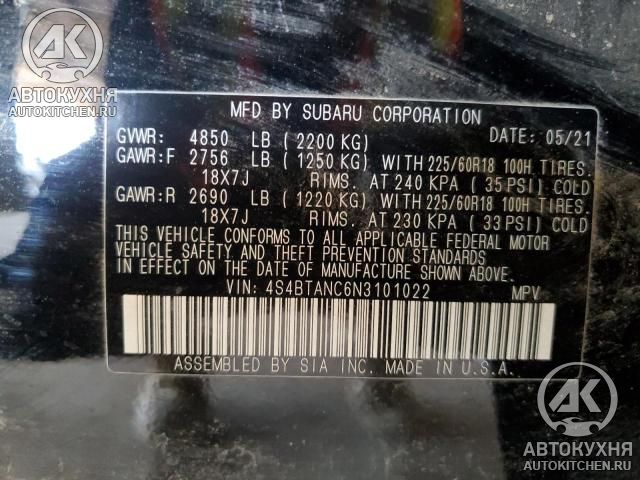 АК
АВТОКУХНЯ
AUTOKITCHEN.RU
MFD BY SUBARU CORPORATION
GVWR: 4850 LB ( 2200 KG) DATE: 05/21
GAWR:F 2756 LB ( 1250 KG) WITH 225/60R18 100H TIRES.
18X7J RIMS. AT 240 KPA ( 35 PSI) COLD
GAWR:R 2690 LB ( 1220 KG) WITH 225/60R18 100H TIRES.
18X7J RIMS. AT 230 KPA ( 33 PSI) COLD
THIS VEHICLE CONFORMS TO ALL APPLICABLE FEDERAL MOTOR
VEHICLE SAFETY AND THEFT PREVENTION STANDARDS IN
EFFECT ON THE DATE OF MANUFACTURE SHOWN ABOVE.
VIN: 4S4BTANC6N3101022 MPV
ASSEMBLED BY SIA INC. MADE IN U.S.A.
АК
АВТОКУХНЯ
AUTOKITCHEN.RU